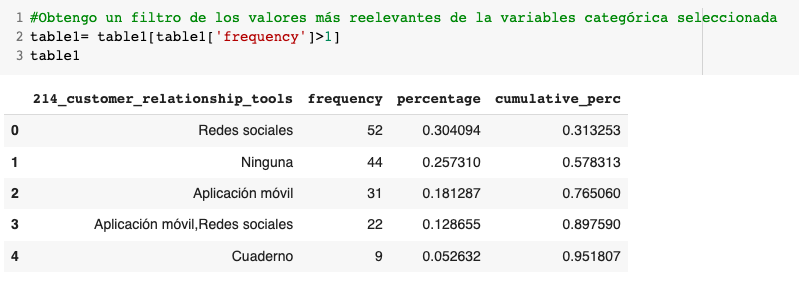 1 #Obtengo un filtro de los valores más reelevantes de la variables categórica seleccionada
2 table1= table1[table1['frequency']>1]
3 table1
214_customer_relationship_tools frequency percentage cumulative_perc
0 Redes sociales 52 0.304094 0.313253
1 Ninguna 44 0.257310 0.578313
2 Aplicación móvil 31 0.181287 0.765060
3 Aplicación móvil,Redes sociales 22 0.128655 0.897590
4 Cuaderno 9 0.052632 0.951807